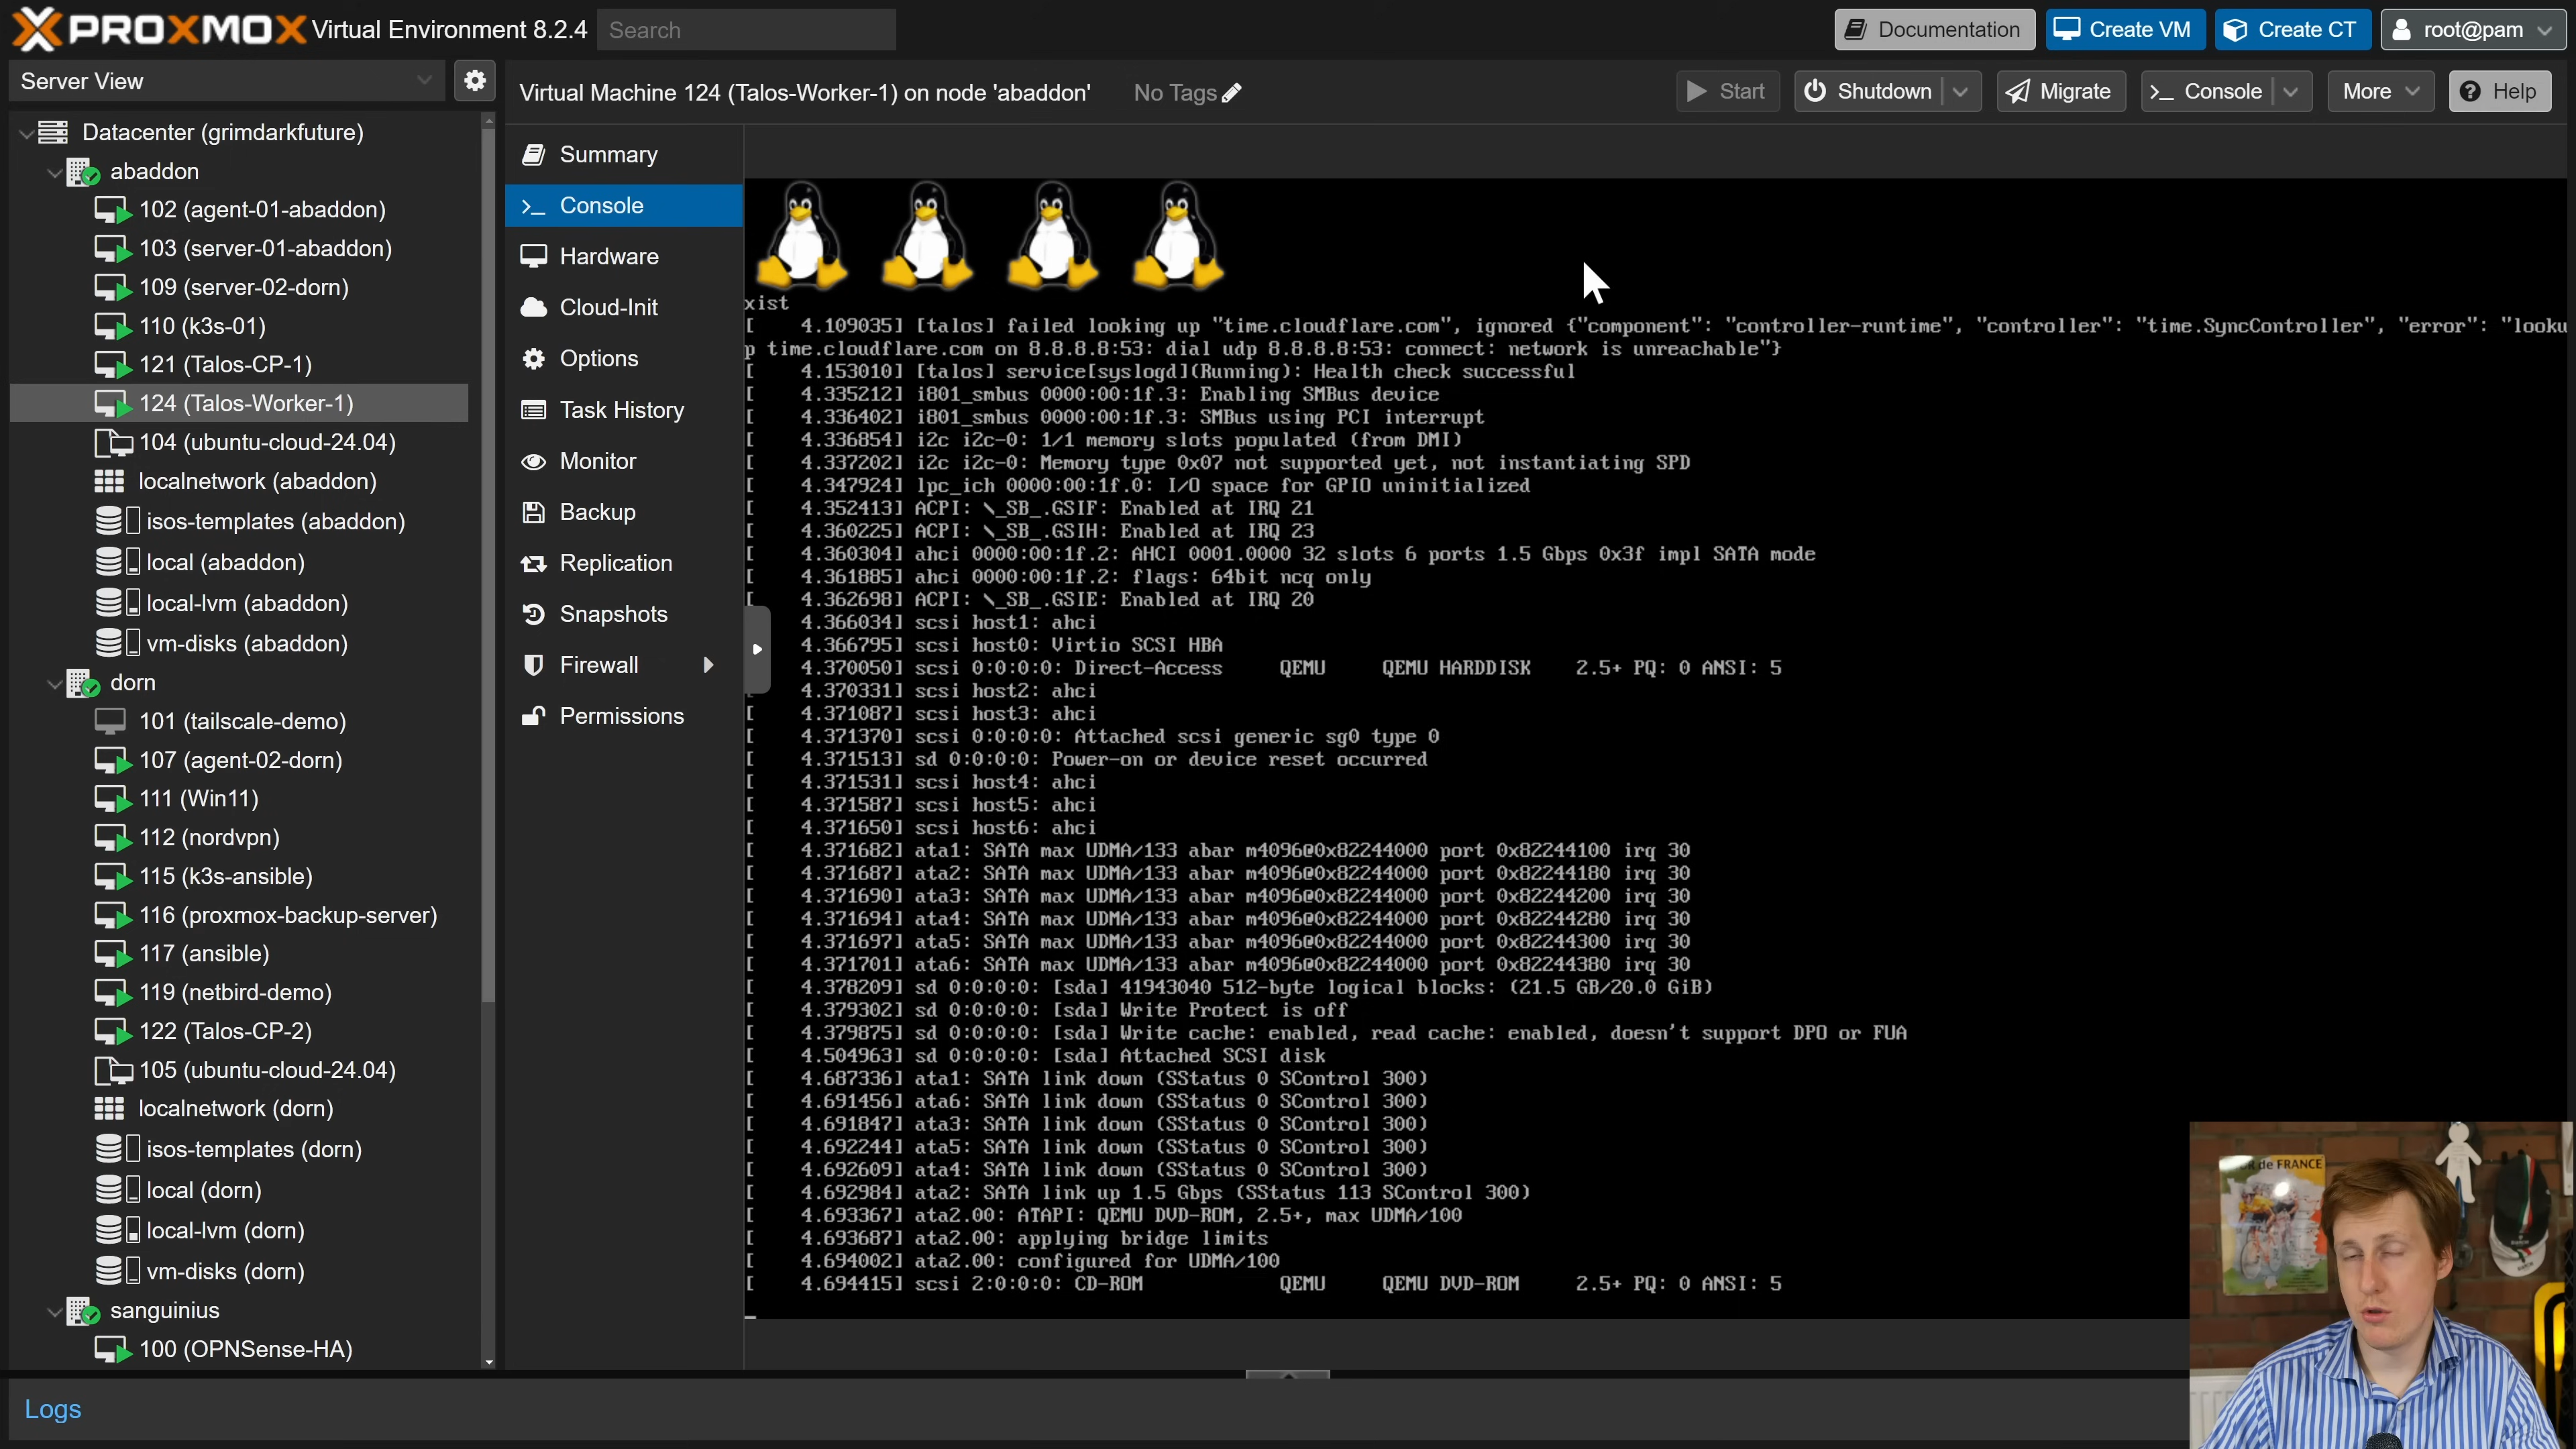 PROXMOX Virtual Environment 8.2.4 Search Documentation Create VM Create CT root@pam
Server View
Virtual Machine 124 (Talos-Worker-1) on node 'abaddon' No Tags Start Shutdown Migrate Console More Help
Datacenter (grimdarkfuture)
abaddon
102 (agent-01-abaddon)
103 (server-01-abaddon)
109 (server-02-dorn)
110 (k3s-01)
121 (Talos-CP-1)
124 (Talos-Worker-1)
104 (ubuntu-cloud-24.04)
localnetwork (abaddon)
isos-templates (abaddon)
local (abaddon)
local-lvm (abaddon)
vm-disks (abaddon)
dorn
101 (tailscale-demo)
107 (agent-02-dorn)
111 (Win11)
112 (nordvpn)
115 (k3s-ansible)
116 (proxmox-backup-server)
117 (ansible)
119 (netbird-demo)
122 (Talos-CP-2)
105 (ubuntu-cloud-24.04)
localnetwork (dorn)
isos-templates (dorn)
local (dorn)
local-lvm (dorn)
vm-disks (dorn)
sanguinius
100 (OPNSense-HA)
Summary
Console
Hardware
Cloud-Init
Options
Task History
Monitor
Backup
Replication
Snapshots
Firewall
Permissions
xist
[    4.109035] [talos] failed looking up "time.cloudflare.com", ignored {"component": "controller-runtime", "controller": "time.SyncController", "error": "looku
p time.cloudflare.com on 8.8.8.8:53: dial udp 8.8.8.8:53: connect: network is unreachable"}
[    4.153010] [talos] service[syslogd](Running): Health check successful
[    4.335212] i801_smbus 0000:00:1f.3: Enabling SMBus device
[    4.336402] i801_smbus 0000:00:1f.3: SMBus using PCI interrupt
[    4.336854] i2c i2c-0: 1/1 memory slots populated (from DMI)
[    4.337202] i2c i2c-0: Memory type 0x07 not supported yet, not instantiating SPD
[    4.347924] lpc_ich 0000:00:1f.0: I/O space for GPIO uninitialized
[    4.352413] ACPI: \_SB_.GSIF: Enabled at IRQ 21
[    4.360225] ACPI: \_SB_.GSIH: Enabled at IRQ 23
[    4.360304] ahci 0000:00:1f.2: AHCI 0001.0000 32 slots 6 ports 1.5 Gbps 0x3f impl SATA mode
[    4.361885] ahci 0000:00:1f.2: flags: 64bit ncq only
[    4.362698] ACPI: \_SB_.GSIE: Enabled at IRQ 20
[    4.366034] scsi host1: ahci
[    4.366795] scsi host0: Virtio SCSI HBA
[    4.370050] scsi 0:0:0:0: Direct-Access     QEMU     QEMU HARDDISK    2.5+ PQ: 0 ANSI: 5
[    4.370331] scsi host2: ahci
[    4.371087] scsi host3: ahci
[    4.371370] scsi 0:0:0:0: Attached scsi generic sg0 type 0
[    4.371513] sd 0:0:0:0: Power-on or device reset occurred
[    4.371531] scsi host4: ahci
[    4.371587] scsi host5: ahci
[    4.371650] scsi host6: ahci
[    4.371682] ata1: SATA max UDMA/133 abar m4096@0x82244000 port 0x82244100 irq 30
[    4.371687] ata2: SATA max UDMA/133 abar m4096@0x82244000 port 0x82244180 irq 30
[    4.371690] ata3: SATA max UDMA/133 abar m4096@0x82244000 port 0x82244200 irq 30
[    4.371694] ata4: SATA max UDMA/133 abar m4096@0x82244000 port 0x82244280 irq 30
[    4.371697] ata5: SATA max UDMA/133 abar m4096@0x82244000 port 0x82244300 irq 30
[    4.371701] ata6: SATA max UDMA/133 abar m4096@0x82244000 port 0x82244380 irq 30
[    4.378209] sd 0:0:0:0: [sda] 41943040 512-byte logical blocks: (21.5 GB/20.0 GiB)
[    4.379302] sd 0:0:0:0: [sda] Write Protect is off
[    4.379875] sd 0:0:0:0: [sda] Write cache: enabled, read cache: enabled, doesn't support DPO or FUA
[    4.504963] sd 0:0:0:0: [sda] Attached SCSI disk
[    4.687336] ata1: SATA link down (SStatus 0 SControl 300)
[    4.691456] ata6: SATA link down (SStatus 0 SControl 300)
[    4.691847] ata3: SATA link down (SStatus 0 SControl 300)
[    4.692244] ata5: SATA link down (SStatus 0 SControl 300)
[    4.692609] ata4: SATA link down (SStatus 0 SControl 300)
[    4.692984] ata2: SATA link up 1.5 Gbps (SStatus 113 SControl 300)
[    4.693367] ata2.00: ATAPI: QEMU DVD-ROM, 2.5+, max UDMA/100
[    4.693687] ata2.00: applying bridge limits
[    4.694002] ata2.00: configured for UDMA/100
[    4.694415] scsi 2:0:0:0: CD-ROM            QEMU     QEMU DVD-ROM     2.5+ PQ: 0 ANSI: 5
de FRANCE
Logs